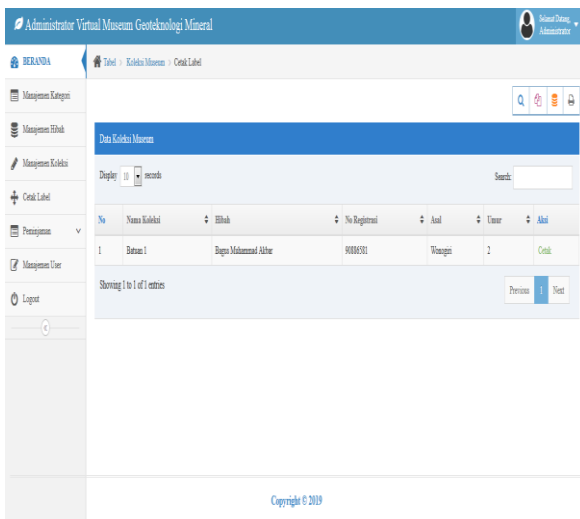 Administrator Virtual Museum Geoteknologi Mineral
Selamat Datang,
Administrator
BERANDA
Tabel > Koleksi Museum > Cetak Label
Manajemen Kategori
Manajemen Hibah
Manajemen Koleksi
Cetak Label
Peminjaman
Manajemen User
Logout
Data Koleksi Museum
Display 10 records
Search:
No Nama Koleksi Hibah No Registrasi Asal Umur Aksi
1 Batuan 1 Bagus Muhammad Akbar 90886581 Wonogiri 2 Cetak
Showing 1 to 1 of 1 entries
Previous 1 Next
Copyright © 2019